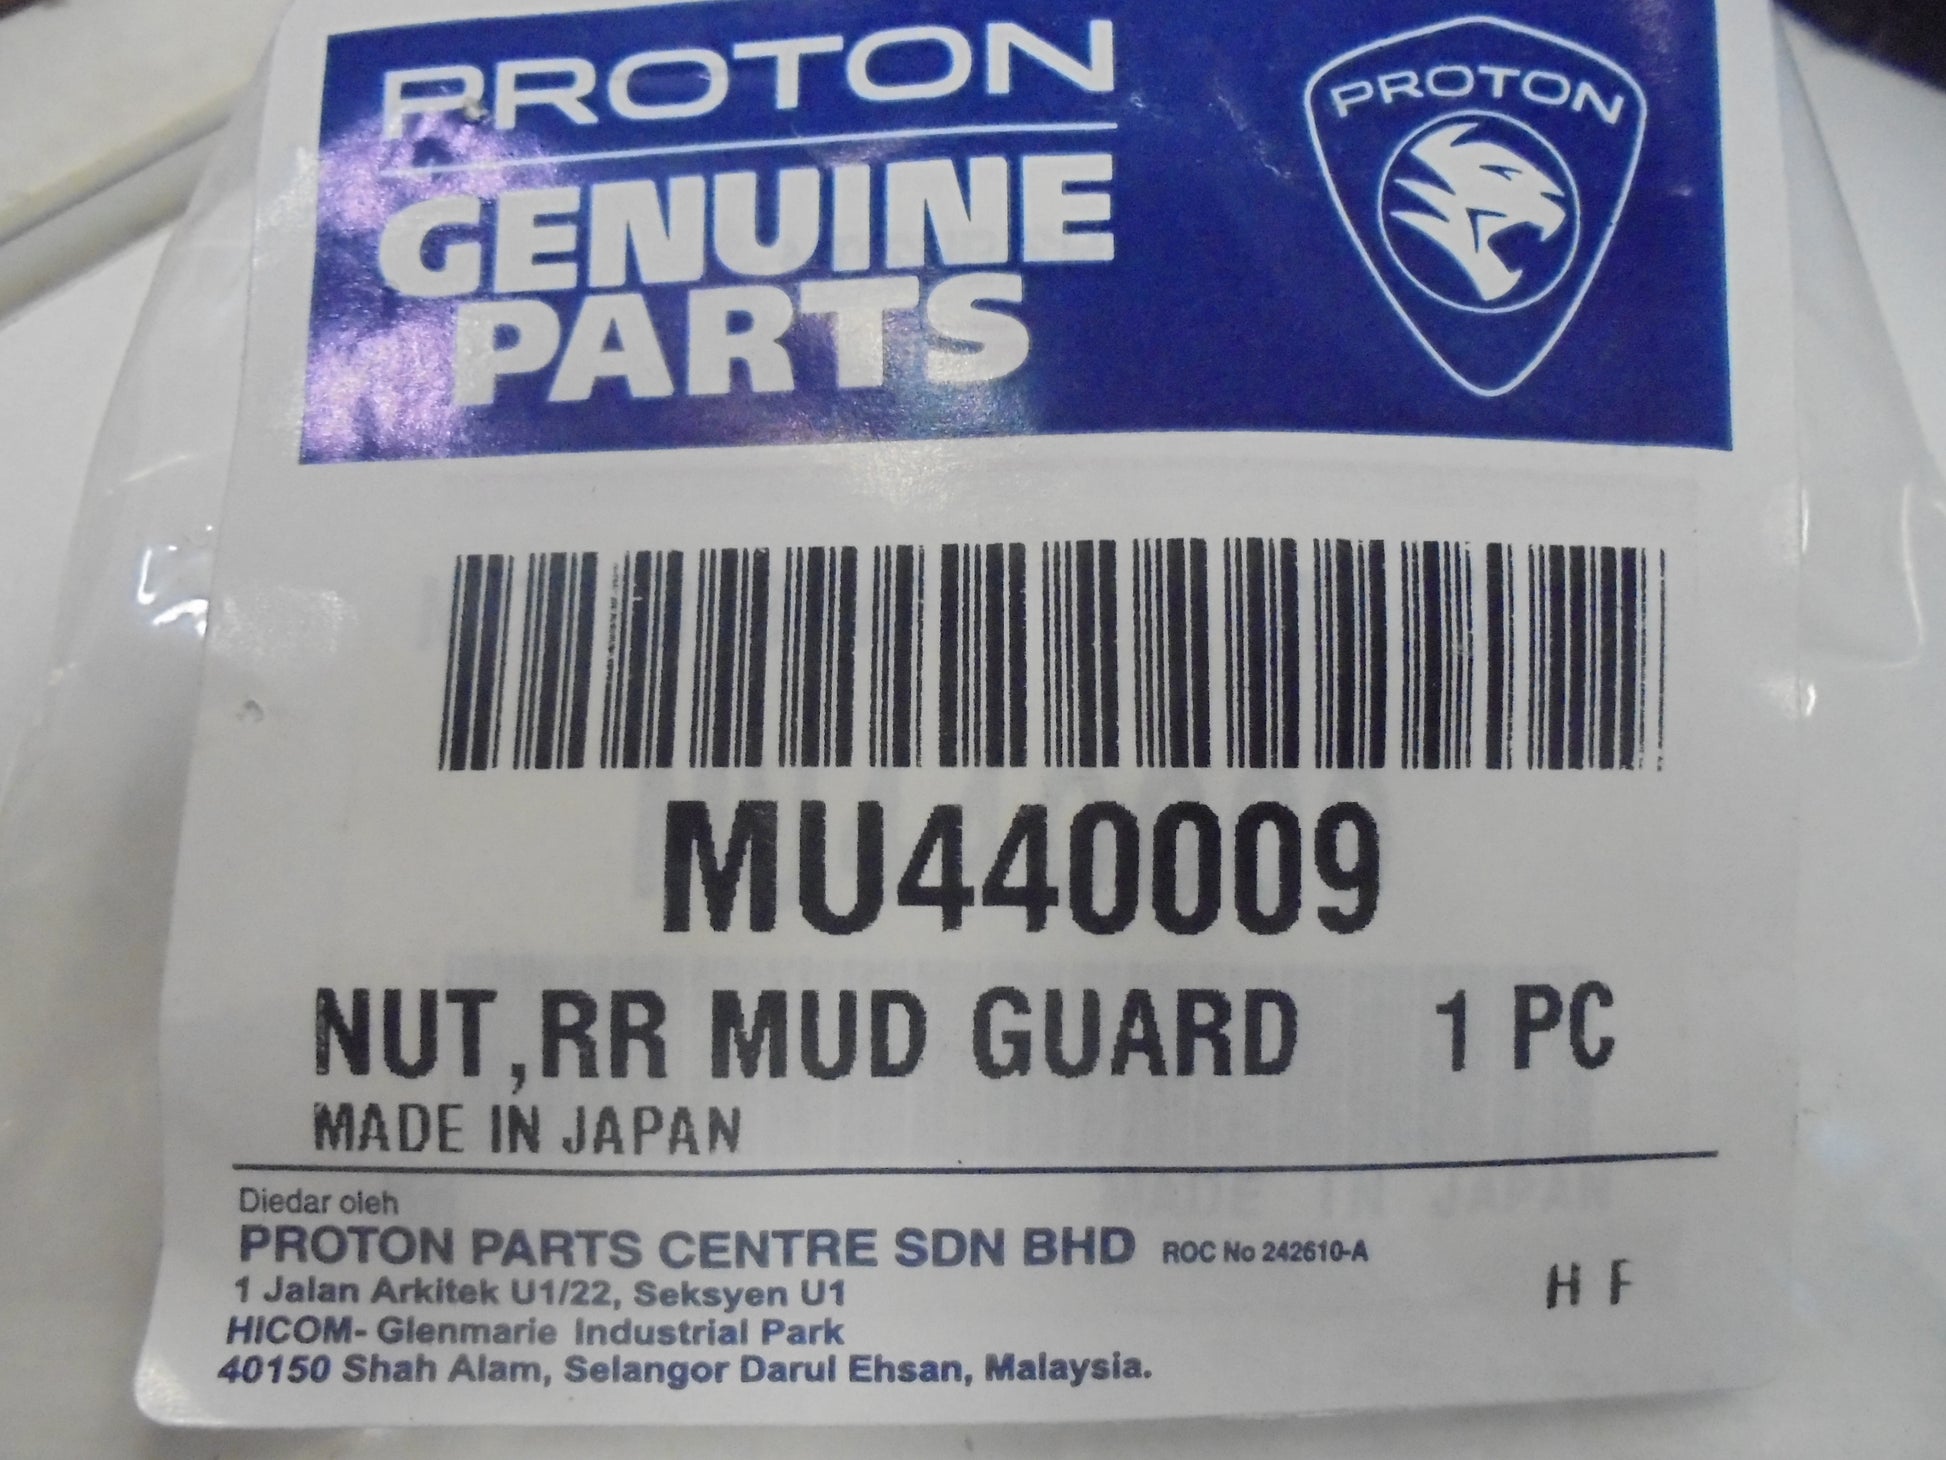 PROTON
GENUINE
PARTS
PROTON
MU440009
NUT,RR MUD GUARD 1 PC
MADE IN JAPAN
Diedar oleh
PROTON PARTS CENTRE SDN BHD ROC No 242610-A
1 Jalan Arkitek U1/22, Seksyen U1
HICOM- Glenmarie Industrial Park
40150 Shah Alam, Selangor Darul Ehsan, Malaysia.
H F